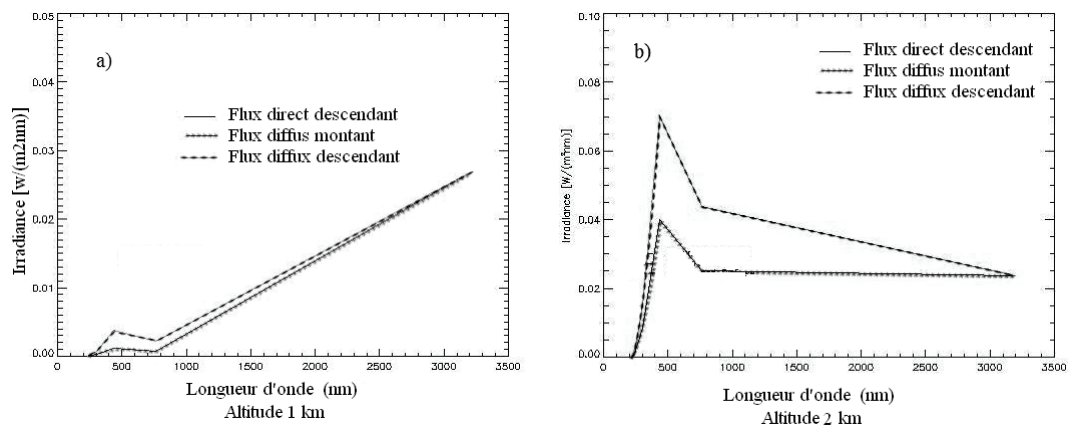 a)
Flux direct descendant
Flux diffus montant
Flux diffux descendant
Irradiance [w/(m2nm)]
0.05
0.04
0.03
0.02
0.01
0.00
0 500 1000 1500 2000 2500 3000 3500
Longueur d'onde (nm)
Altitude 1 km
b)
Flux direct descendant
Flux diffus montant
Flux diffux descendant
Irradiance [W/(m²nm)]
0.10
0.08
0.06
0.04
0.02
0.00
0 500 1000 1500 2000 2500 3000 3500
Longueur d'onde (nm)
Altitude 2 km